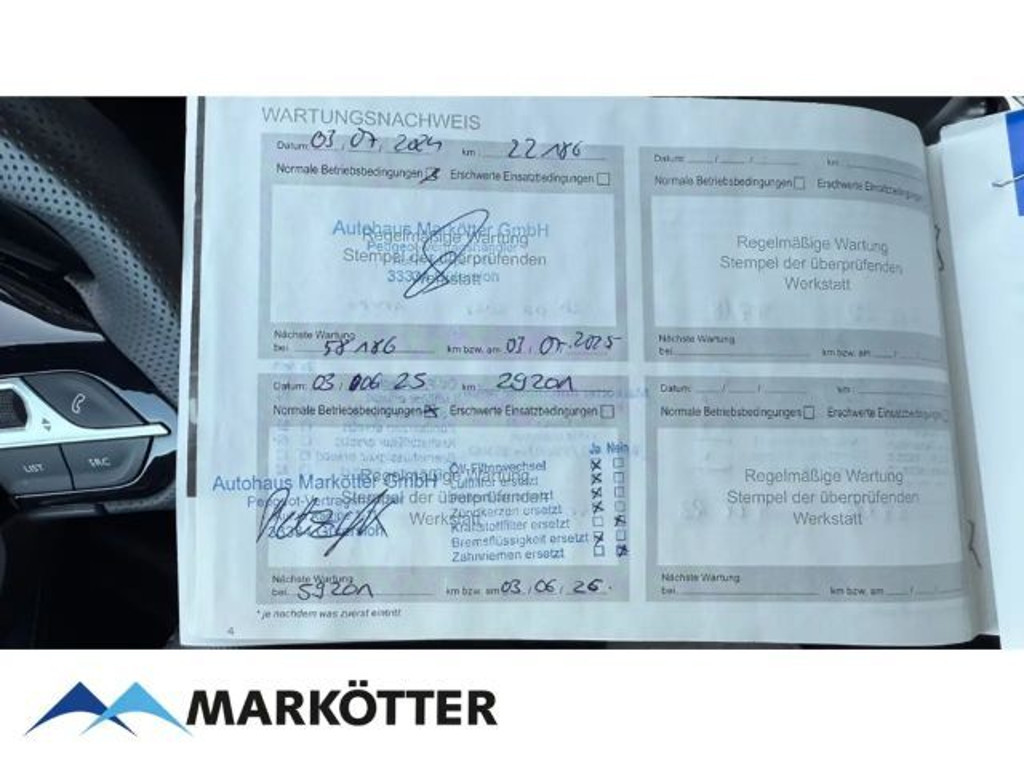 WARTUNGSNACHWEIS
Datum: 03, 07, 2024 km: 22186
Normale Betriebsbedingungen Erschwerte Einsatzbedingungen
Autohaus Markötter GmbH
Regelmäßige Wartung
Stempel der überprüfenden
Werkstatt
Nächste Wartung
bei 58186 km bzw. am 03, 07.2025
Datum: 03, 006 25 km 29201
Normale Betriebsbedingungen Erschwerte Einsatzbedingungen
Ja Nein
Öl+Filterwechsel
Autohaus Markötter GmbH
Regelmäßige Wartung
Stempel der überprüfenden
Werkstatt
Zündkerzen ersetzt
Kraftstoffilter ersetzt
Bremsflüssigkeit ersetzt
Zahnriemen ersetzt
Nächste Wartung
bei 59201 km bzw. am 03, 06, 26.
*je nachdem was zuerst eintritt
4
Datum: / / km:
Normale Betriebsbedingungen Erschwerte Einsatzbedingungen
Regelmäßige Wartung
Stempel der überprüfenden
Werkstatt
Nächste Wartung
bei km bzw. am / /
Datum: / / km:
Normale Betriebsbedingungen Erschwerte Einsatzbedingungen
Regelmäßige Wartung
Stempel der überprüfenden
Werkstatt
Nächste Wartung
bei km bzw. am / /
LIST
SRC
MARKÖTTER